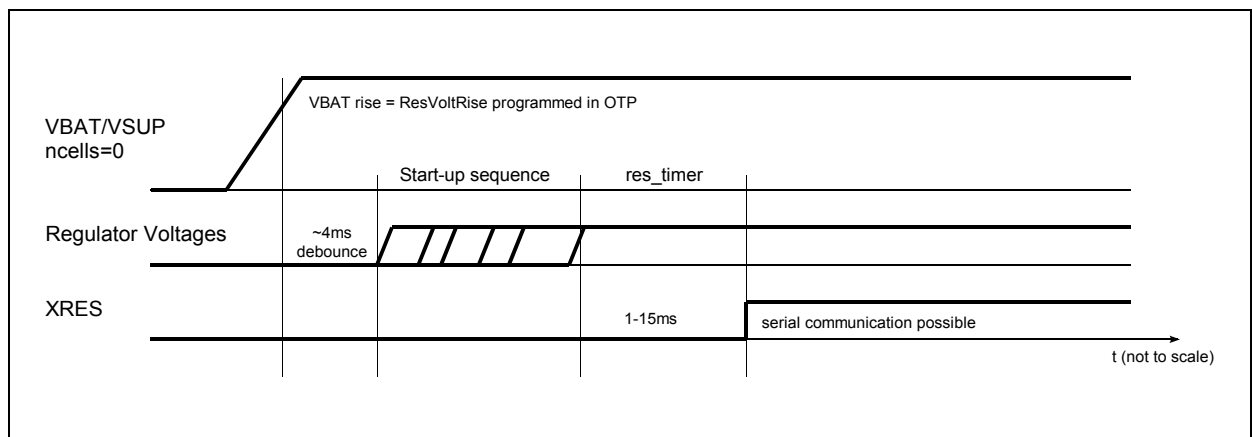 VBAT rise = ResVoltRise programmed in OTP
VBAT/VSUP
ncells=0
Start-up sequence
res_timer
Regulator Voltages
~4ms
debounce
XRES
1-15ms
serial communication possible
t (not to scale)